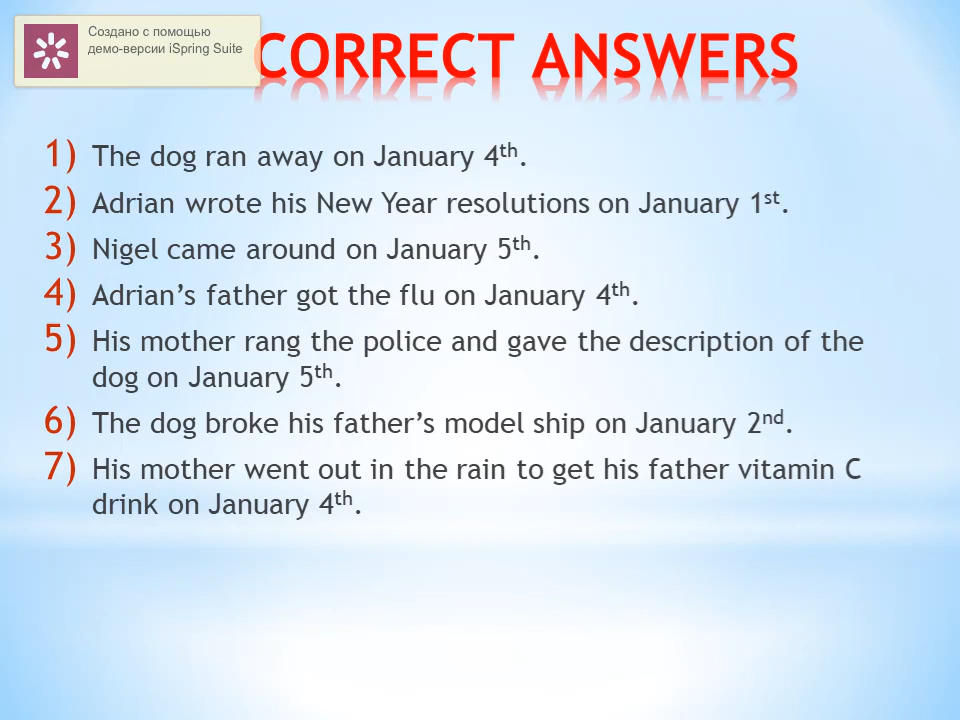 Создано с помощью
демо-версии iSpring Suite
CORRECT ANSWERS
1) The dog ran away on January 4th.
2) Adrian wrote his New Year resolutions on January 1st.
3) Nigel came around on January 5th.
4) Adrian’s father got the flu on January 4th.
5) His mother rang the police and gave the description of the
dog on January 5th.
6) The dog broke his father’s model ship on January 2nd.
7) His mother went out in the rain to get his father vitamin C
drink on January 4th.